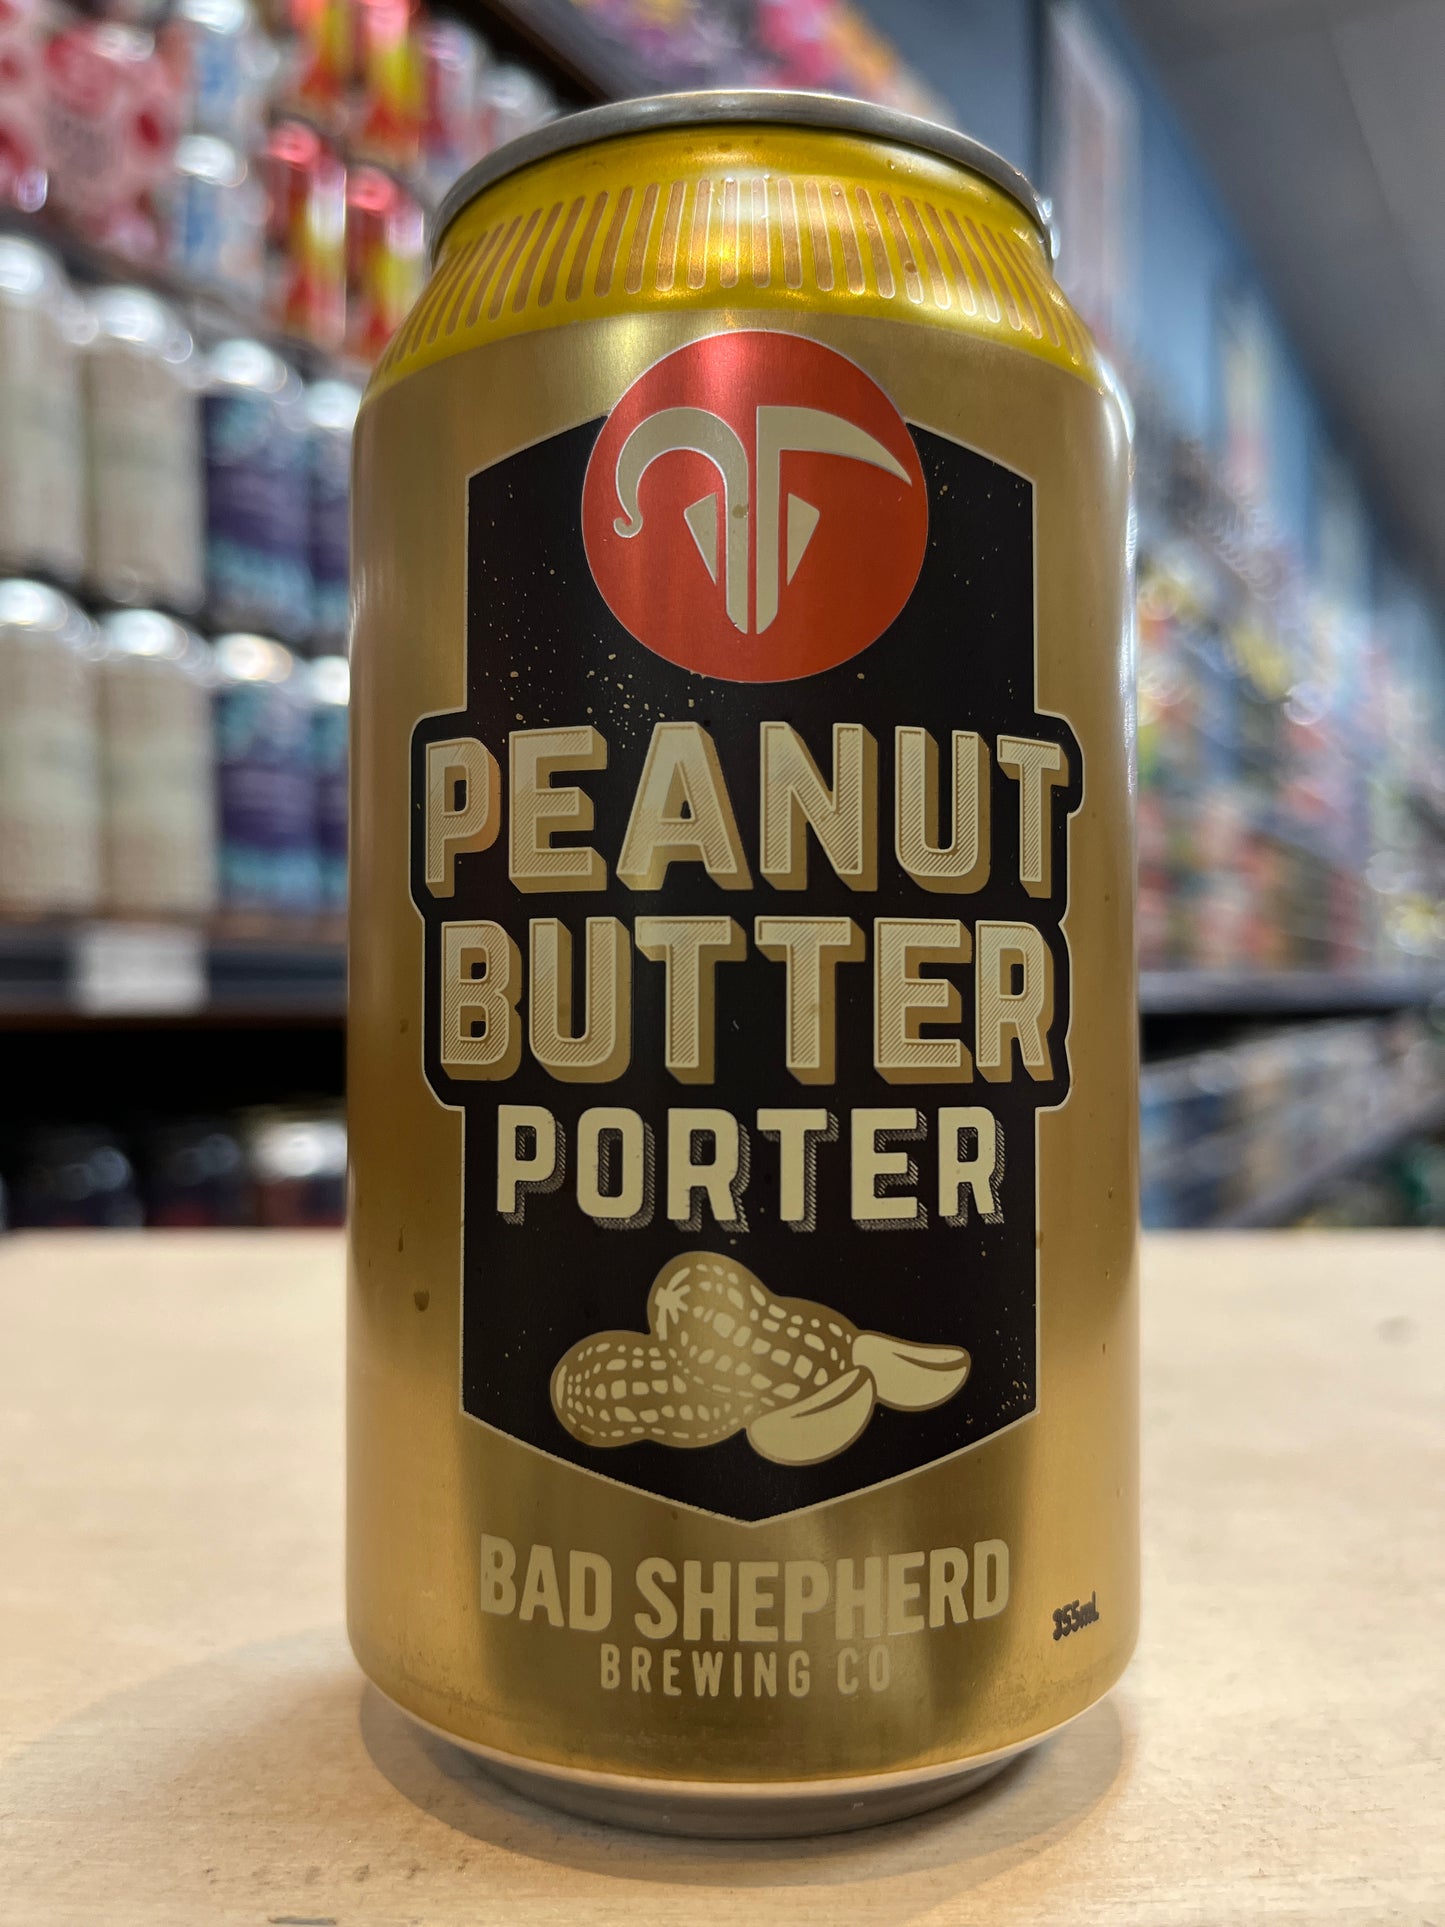 PEANUT
BUTTER
PORTER
BAD SHEPHERD
BREWING CO
355mL